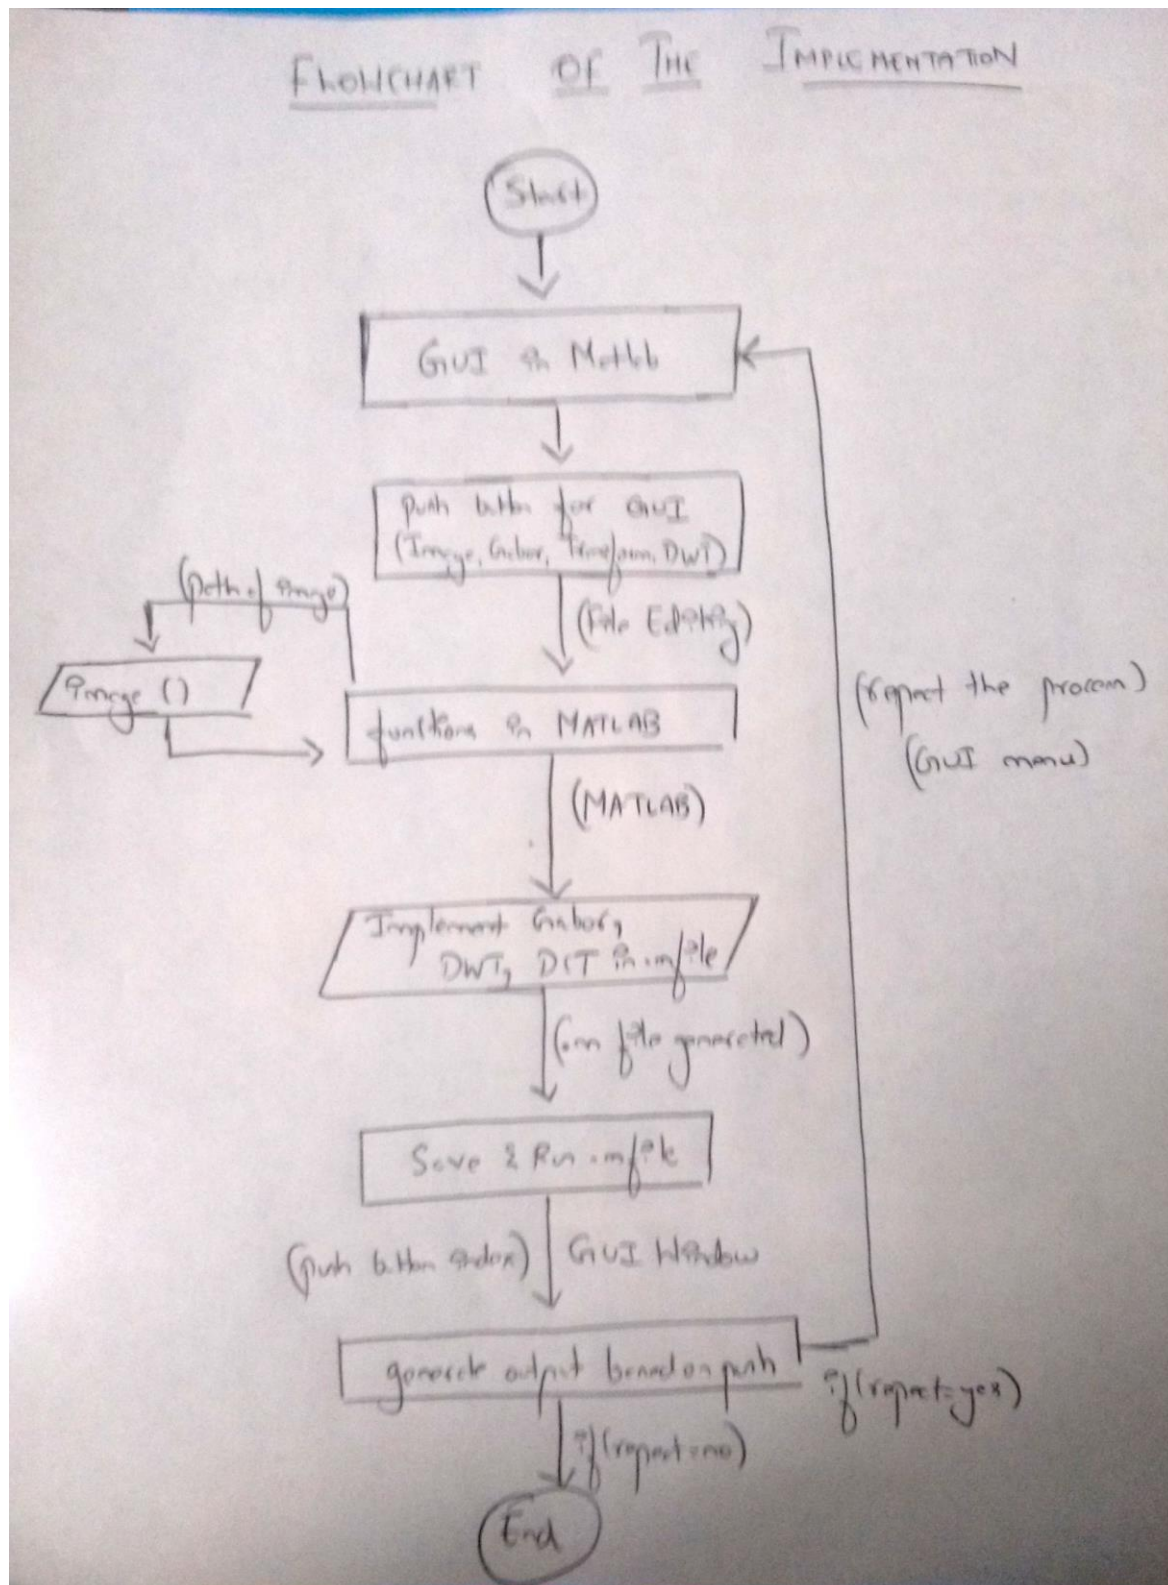 FLOWCHART OF THE IMPLEMENTATION
Start
GUI in Matlab
push button for GUI
(Image, Gabor, Transform, DWT)
(File Editing)
(path of image)
image ()
functions in MATLAB
(MATLAB)
Implement Gabor,
DWT, DCT in .mfile
(.m file generated)
Save & Run .mfile
(push button index)
GUI Window
generate output based on push
if(repeat=yes)
(repeat the process)
(GUI menu)
if(repeat=no)
End